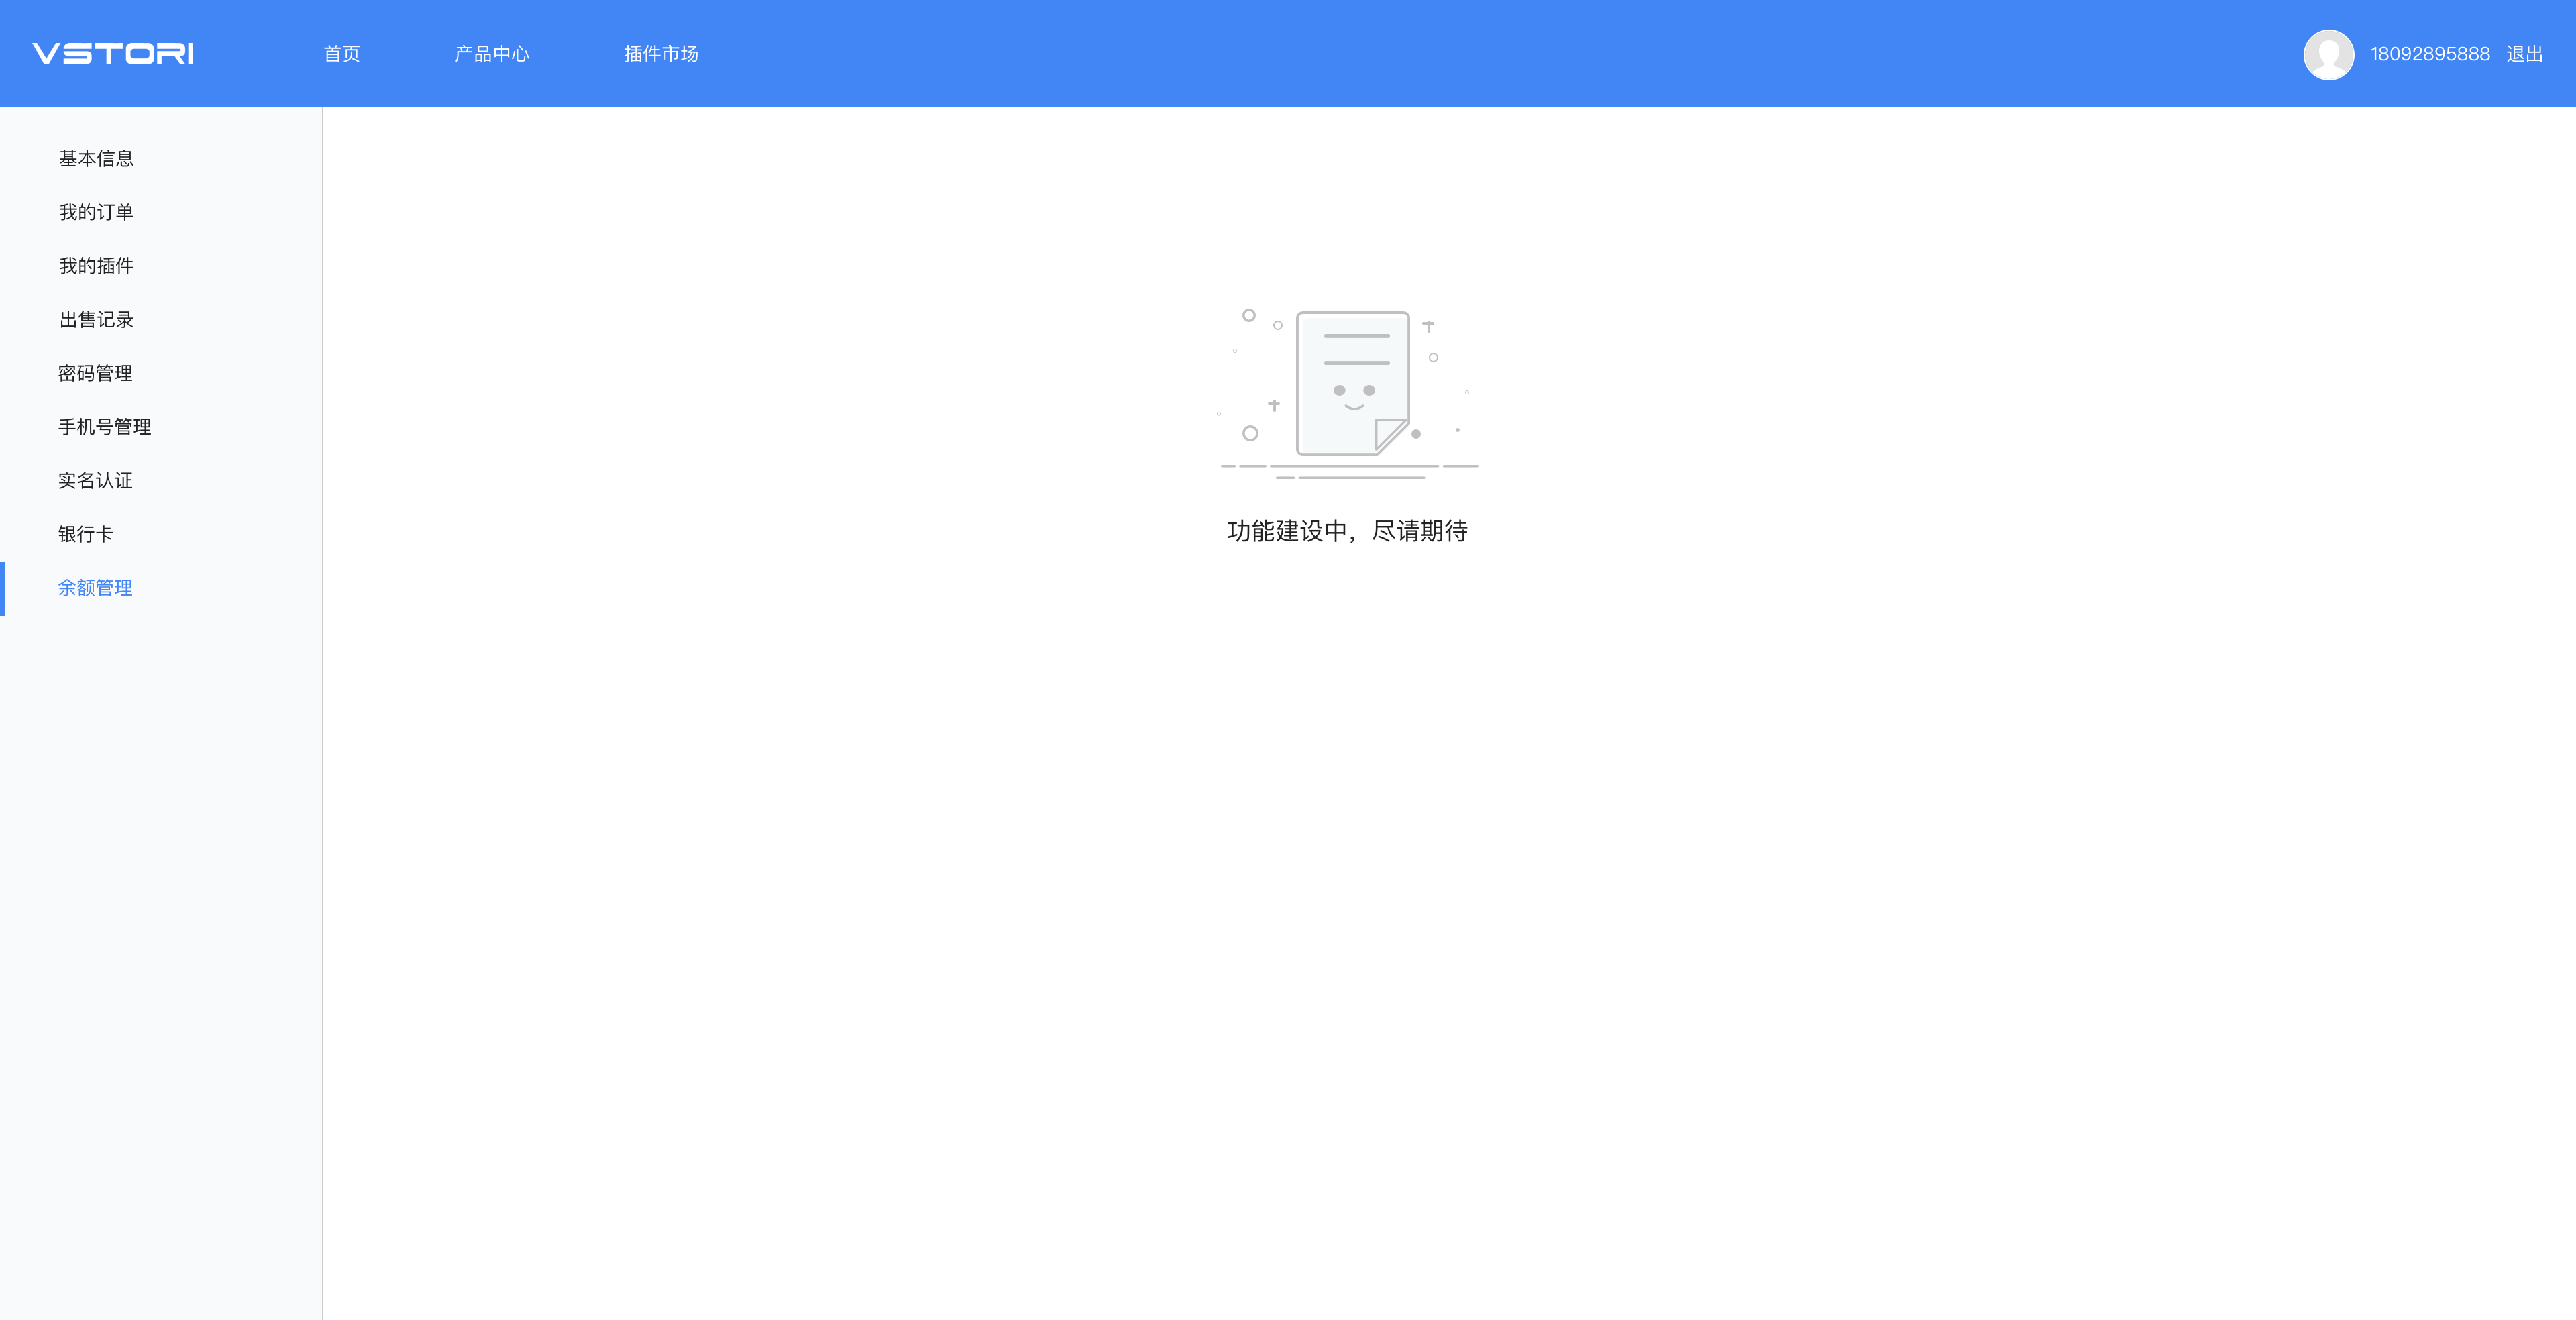 VSTORI
首页
产品中心
插件市场
18092895888
退出
基本信息
我的订单
我的插件
出售记录
密码管理
手机号管理
实名认证
银行卡
余额管理
功能建设中，尽请期待